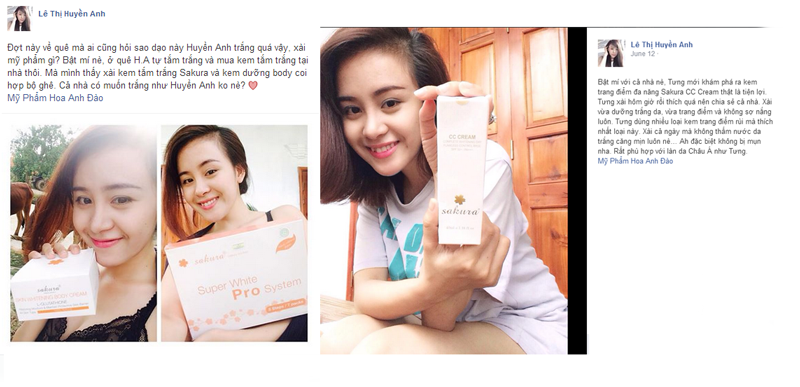 Lê Thị Huyền Anh
Đợt này về quê mà ai cũng hỏi sao dạo này Huyền Anh trắng quá vậy, xài
mỹ phẩm gì? Bật mí nè, ở quê H.A tự tắm trắng và mua kem tắm trắng tại
nhà thôi. Mà mình thấy xài kem tắm trắng Sakura và kem dưỡng body coi
hợp bộ ghê. Cả nhà có muốn trắng như Huyền Anh ko nè?
Mỹ Phẩm Hoa Anh Đào
sakura
sakura
Super White
Pro System
CC CREAM
sakura
Lê Thị Huyền Anh
June 12
Bật mí với cả nhà nè, Tưng mới khám phá ra kem
trang điểm đa năng Sakura CC Cream thật là tiện lợi.
Tưng xài hôm giờ rồi thích quá nên chia sẻ cả nhà. Xài
vừa dưỡng trắng da, vừa trang điểm và không sợ nắng
luôn. Tưng dùng nhiều loại kem trang điểm rùi mà thích
nhất loại này. Xài cả ngày mà không thấm nước da
trắng căng mịn luôn nè... Ah đặc biệt không bị mụn
nha. Rất phù hợp với làn da Châu Á như Tưng.
Mỹ Phẩm Hoa Anh Đào